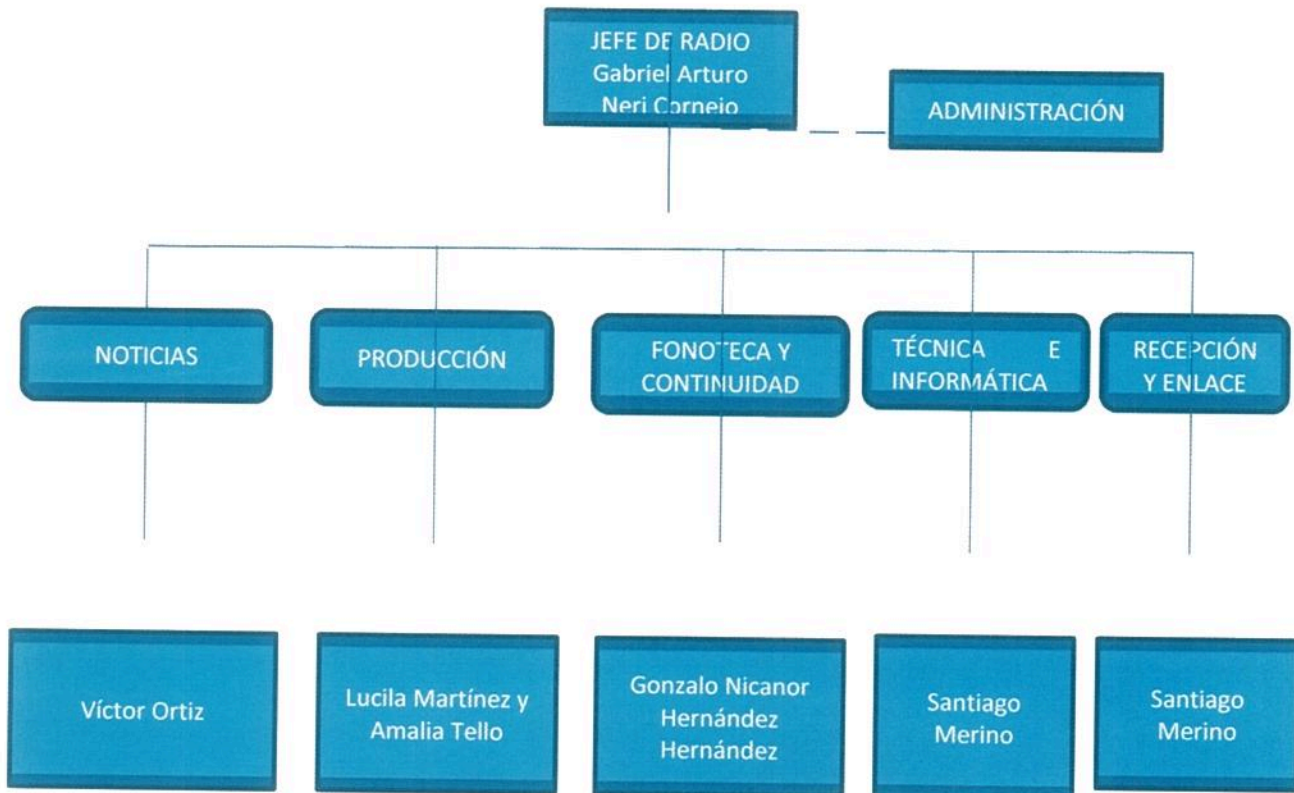 JEFE DE RADIO
Gabriel Arturo
Neri Cornejo
ADMINISTRACIÓN
NOTICIAS
PRODUCCIÓN
FONOTECA Y
CONTINUIDAD
TÉCNICA E
INFORMÁTICA
RECEPCIÓN
Y ENLACE
Víctor Ortiz
Lucila Martínez y
Amalia Tello
Gonzalo Nicanor
Hernández
Hernández
Santiago
Merino
Santiago
Merino